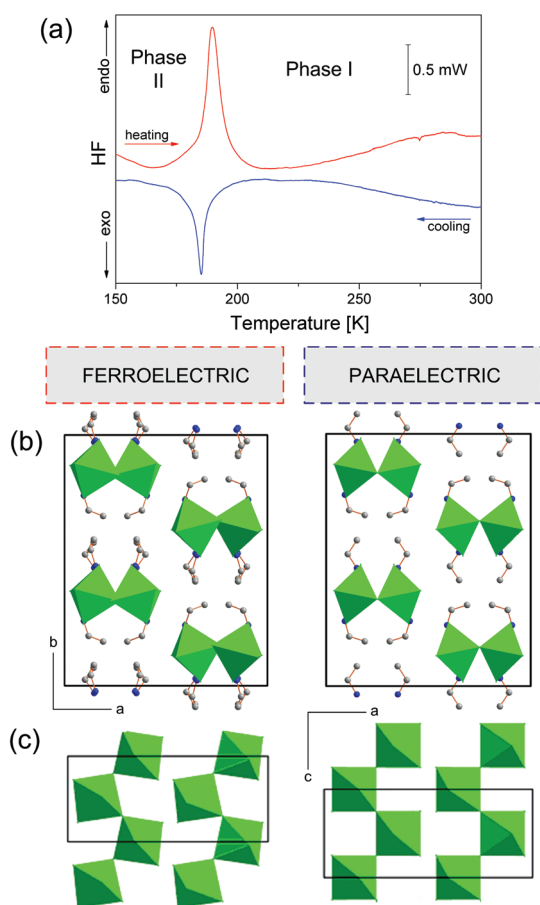 (a)
endo
HF
exo
Phase
II
Phase I
0.5 mW
heating
cooling
150
200
250
300
Temperature [K]
FERROELECTRIC
PARAELECTRIC
(b)
b
a
(c)
a
c